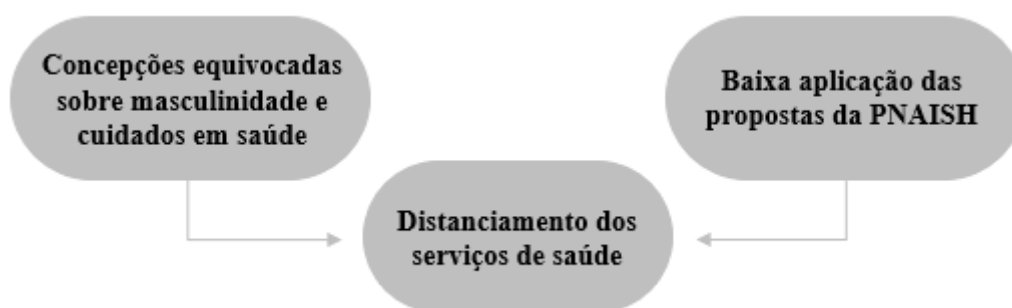 Concepções equivocadas
sobre masculinidade e
cuidados em saúde
Baixa aplicação das
propostas da PNAISH
Distanciamento dos
serviços de saúde